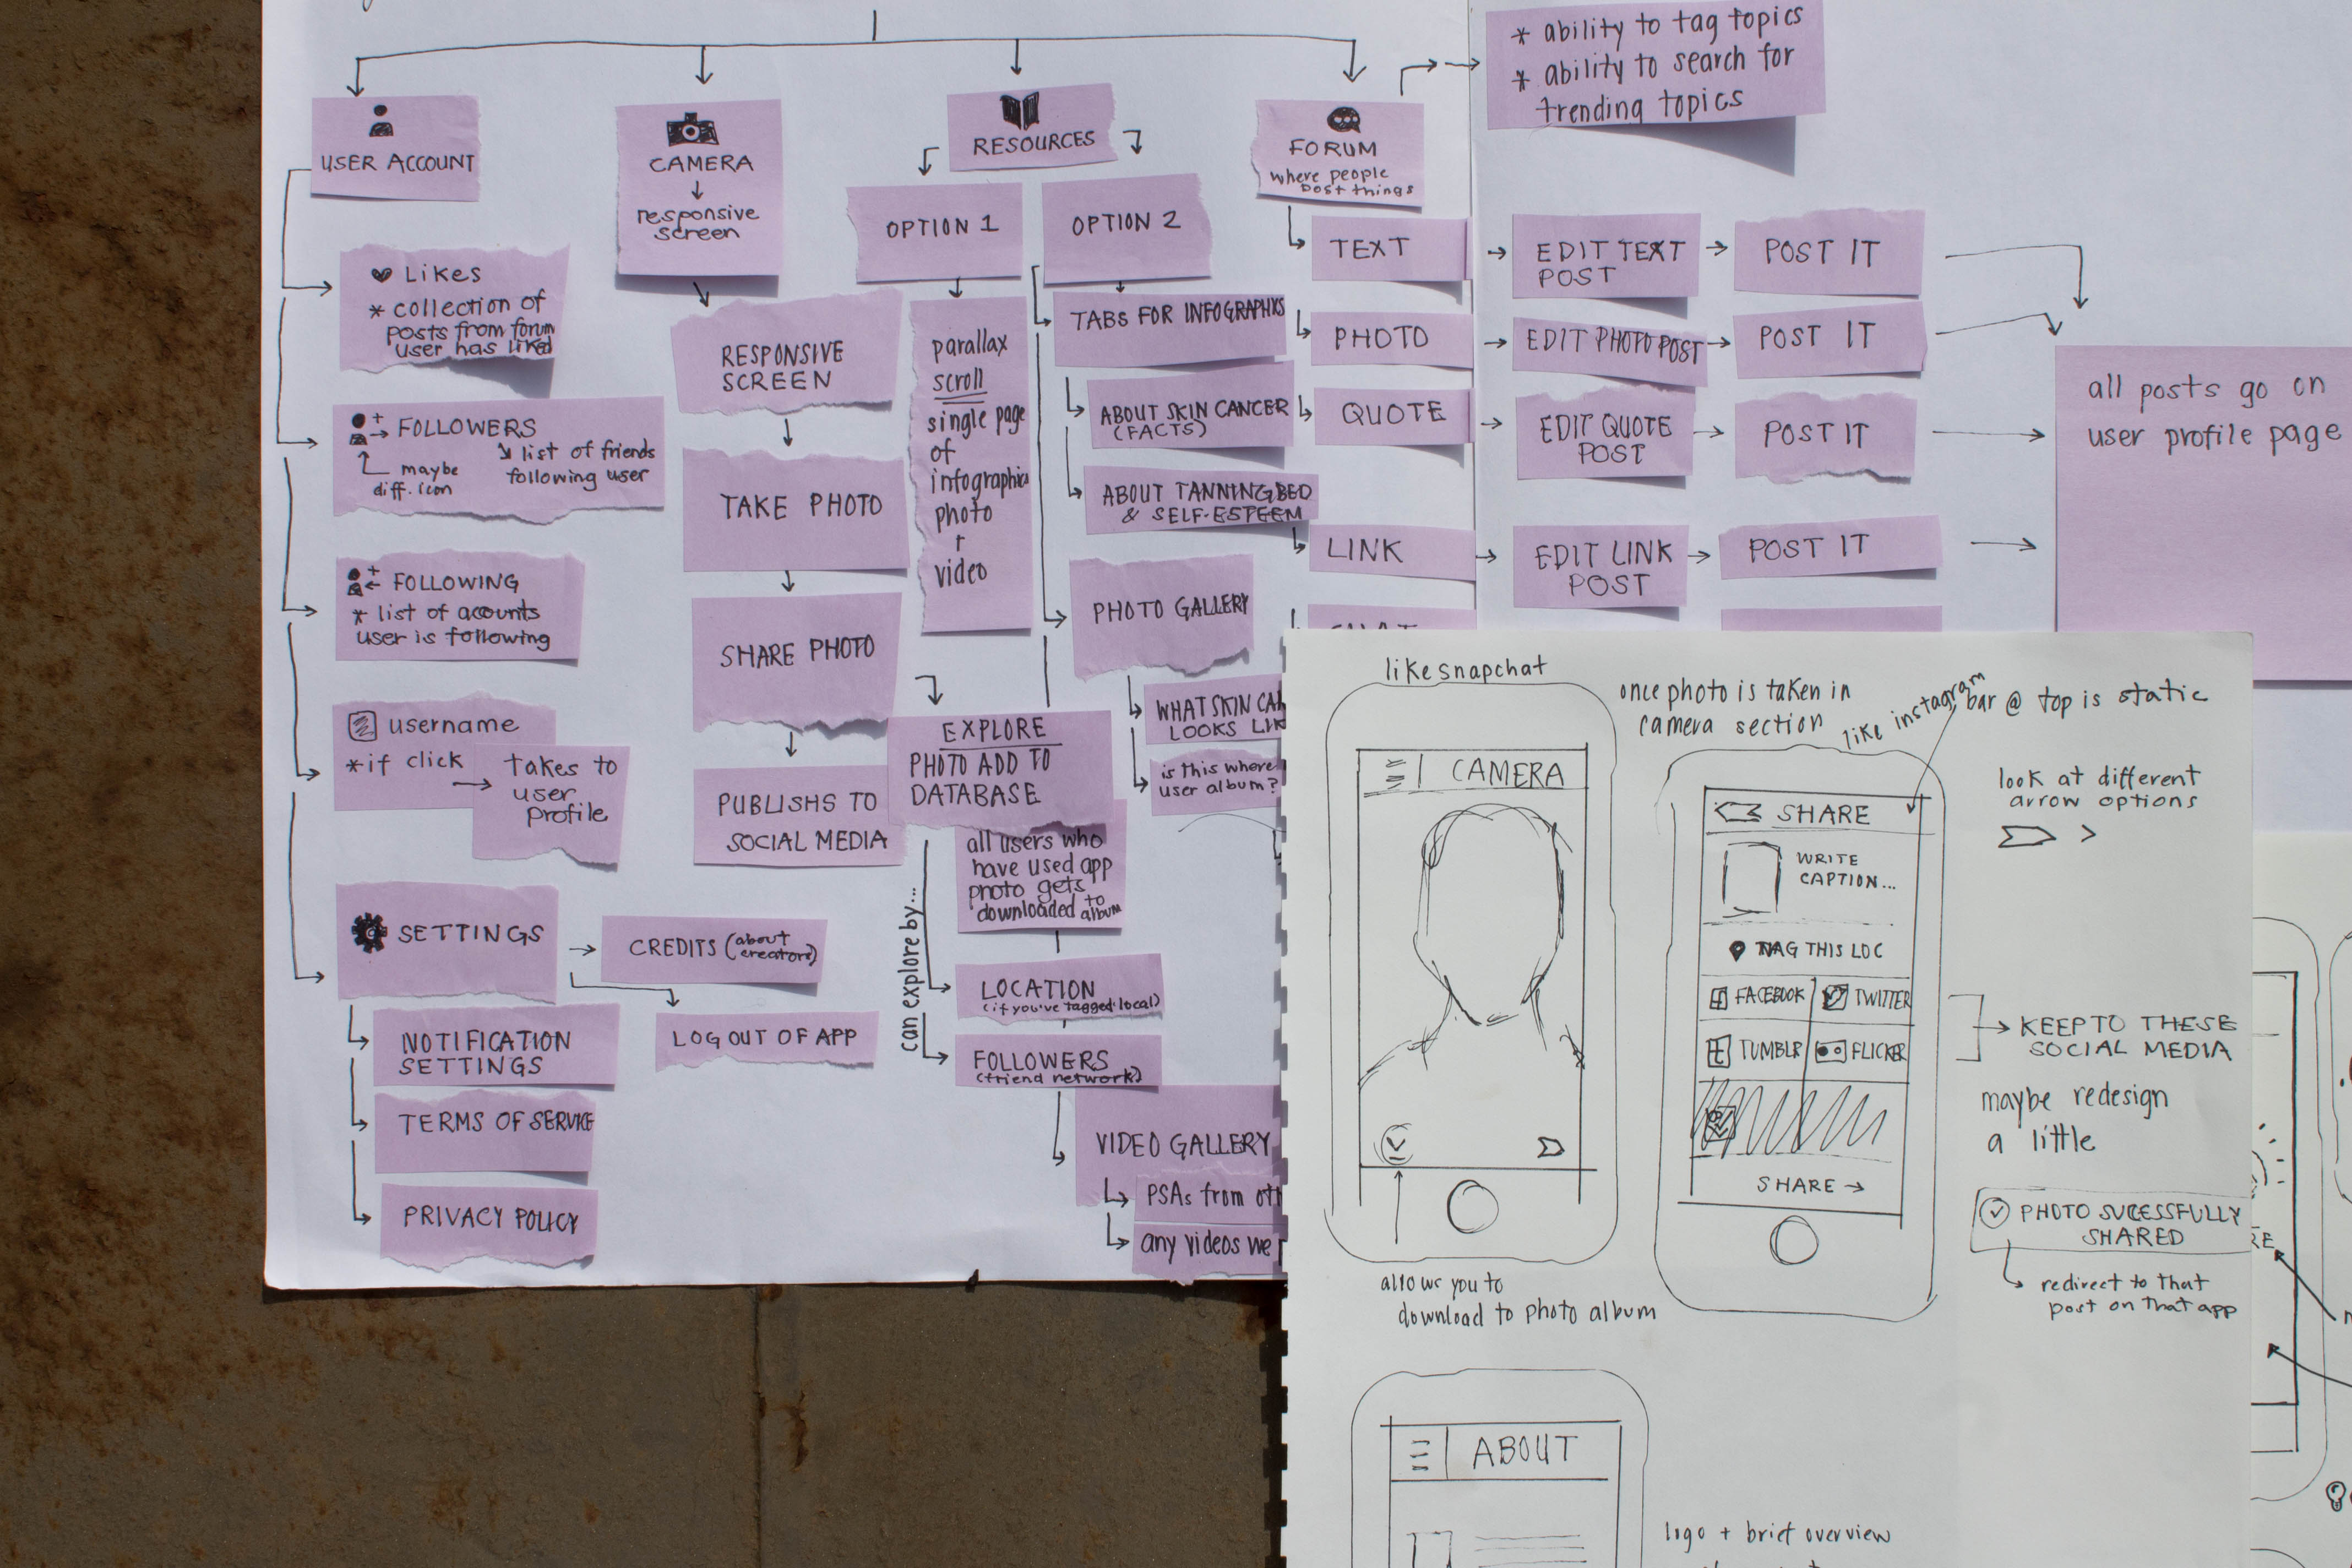 USER ACCOUNT
Likes
* collection of
posts from forum
user has liked
FOLLOWERS
list of friends
following user
maybe
diff. icon
FOLLOWING
* list of acounts
user is following
username
*if click
takes to
user
profile
SETTINGS
CREDITS (about
creators)
LOG OUT OF APP
NOTIFICATION
SETTINGS
TERMS OF SERVICE
PRIVACY POLICY
CAMERA
responsive
screen
RESPONSIVE
SCREEN
TAKE PHOTO
SHARE PHOTO
PUBLISHS TO
SOCIAL MEDIA
RESOURCES
OPTION 1
parallax
scroll
single page
of
infographics
photo
+
video
OPTION 2
TABS FOR INFOGRAPHICS
ABOUT SKIN CANCER
(FACTS)
ABOUT TANNING BED
& SELF-ESTEEM
PHOTO GALLERY
WHAT SKIN CAN
LOOKS LIK
is this where
user album?
EXPLORE
PHOTO ADD TO
DATABASE
all users who
have used app
photo gets
downloaded to
album
can explore by...
LOCATION
(if you've tagged local)
FOLLOWERS
(friend network)
VIDEO GALLERY
PSAs from oth
any videos we
FORUM
where people
post things
* ability to tag topics
* ability to search for
trending topics
TEXT
EDIT TEXT
POST
POST IT
PHOTO
EDIT PHOTO POST
POST IT
QUOTE
EDIT QUOTE
POST
POST IT
LINK
EDIT LINK
POST
POST IT
all posts go on
user profile page
like snapchat
CAMERA
allows you to
download to photo album
once photo is taken in
camera section
like instagram
bar @ top is static
SHARE
WRITE
CAPTION...
TAG THIS LOC
FACEBOOK
TWITTER
TUMBLR
FLICKER
SHARE →
look at different
arrow options
KEEP TO THESE
SOCIAL MEDIA
maybe redesign
a little
PHOTO SUCESSFULLY
SHARED
redirect to that
post on that app
RE
ABOUT
logo + brief overview